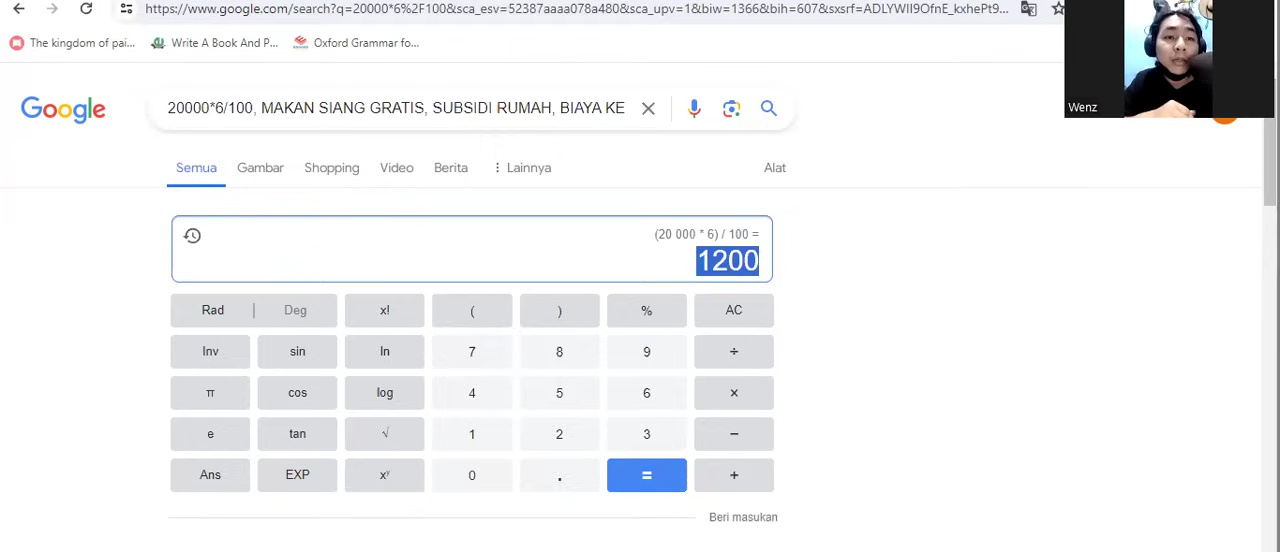 https://www.google.com/search?q=20000*6%2F100&sca_esv=52387aaaa078a480&sca_upv=1&biw=1366&bih=607&sxsrf=ADLYWII9OfnE_kxhePt9...
The kingdom of pai... Write A Book And P... Oxford Grammar fo...
Wenz
Google 20000*6/100, MAKAN SIANG GRATIS, SUBSIDI RUMAH, BIAYA KE
Semua Gambar Shopping Video Berita Lainnya Alat
(20 000 * 6) / 100 =
1200
Rad | Deg x! ( ) % AC
Inv sin ln 7 8 9 ÷
π cos log 4 5 6 ×
e tan √ 1 2 3 −
Ans EXP xʸ 0 . = +
Beri masukan